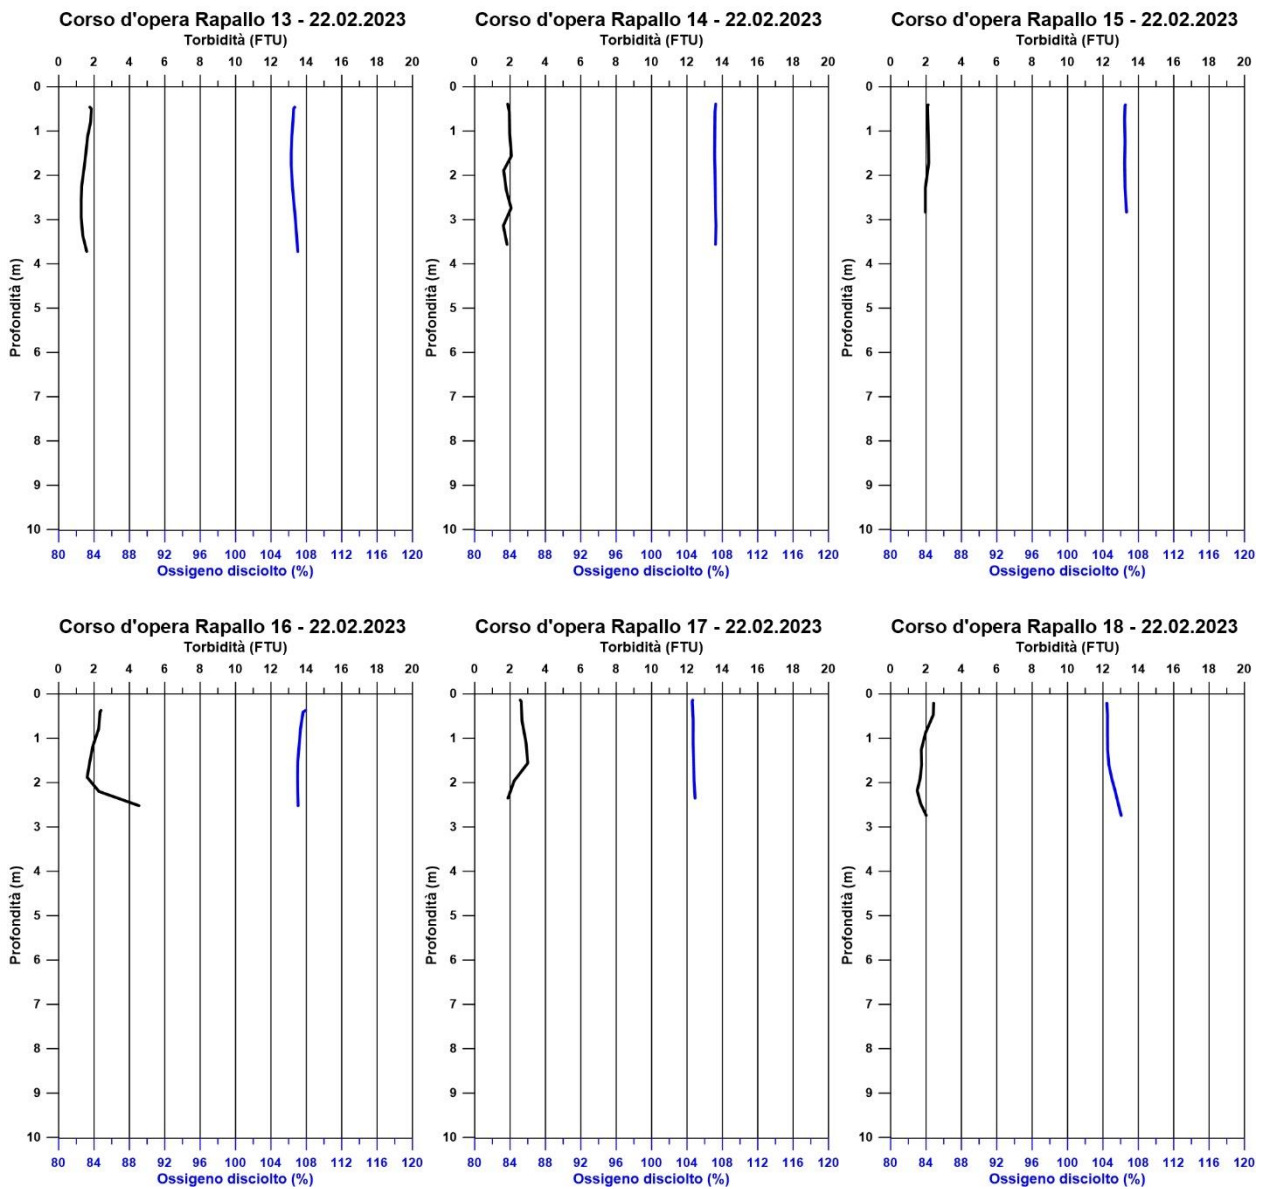 Corso d'opera Rapallo 13 - 22.02.2023
Torbidità (FTU)
0 2 4 6 8 10 12 14 16 18 20
0
1
2
3
4
5
6
7
8
9
10
Profondità (m)
80 84 88 92 96 100 104 108 112 116 120
Ossigeno disciolto (%)
Corso d'opera Rapallo 14 - 22.02.2023
Torbidità (FTU)
0 2 4 6 8 10 12 14 16 18 20
0
1
2
3
4
5
6
7
8
9
10
Profondità (m)
80 84 88 92 96 100 104 108 112 116 120
Ossigeno disciolto (%)
Corso d'opera Rapallo 15 - 22.02.2023
Torbidità (FTU)
0 2 4 6 8 10 12 14 16 18 20
0
1
2
3
4
5
6
7
8
9
10
Profondità (m)
80 84 88 92 96 100 104 108 112 116 120
Ossigeno disciolto (%)
Corso d'opera Rapallo 16 - 22.02.2023
Torbidità (FTU)
0 2 4 6 8 10 12 14 16 18 20
0
1
2
3
4
5
6
7
8
9
10
Profondità (m)
80 84 88 92 96 100 104 108 112 116 120
Ossigeno disciolto (%)
Corso d'opera Rapallo 17 - 22.02.2023
Torbidità (FTU)
0 2 4 6 8 10 12 14 16 18 20
0
1
2
3
4
5
6
7
8
9
10
Profondità (m)
80 84 88 92 96 100 104 108 112 116 120
Ossigeno disciolto (%)
Corso d'opera Rapallo 18 - 22.02.2023
Torbidità (FTU)
0 2 4 6 8 10 12 14 16 18 20
0
1
2
3
4
5
6
7
8
9
10
Profondità (m)
80 84 88 92 96 100 104 108 112 116 120
Ossigeno disciolto (%)